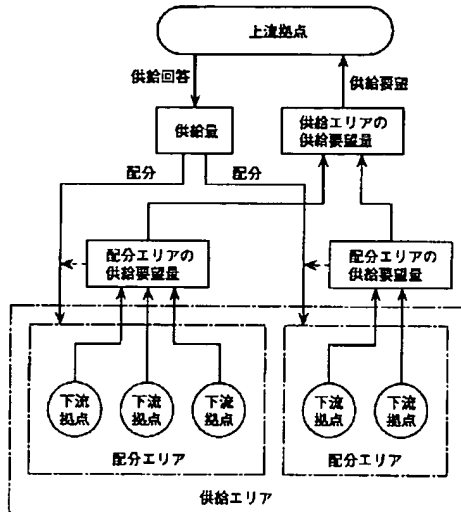 上流拠点
供給回答
供給要望
供給量
供給エリアの
供給要望量
配分
配分
配分エリアの
供給要望量
配分エリアの
供給要望量
下流
拠点
下流
拠点
下流
拠点
下流
拠点
下流
拠点
配分エリア
配分エリア
供給エリア